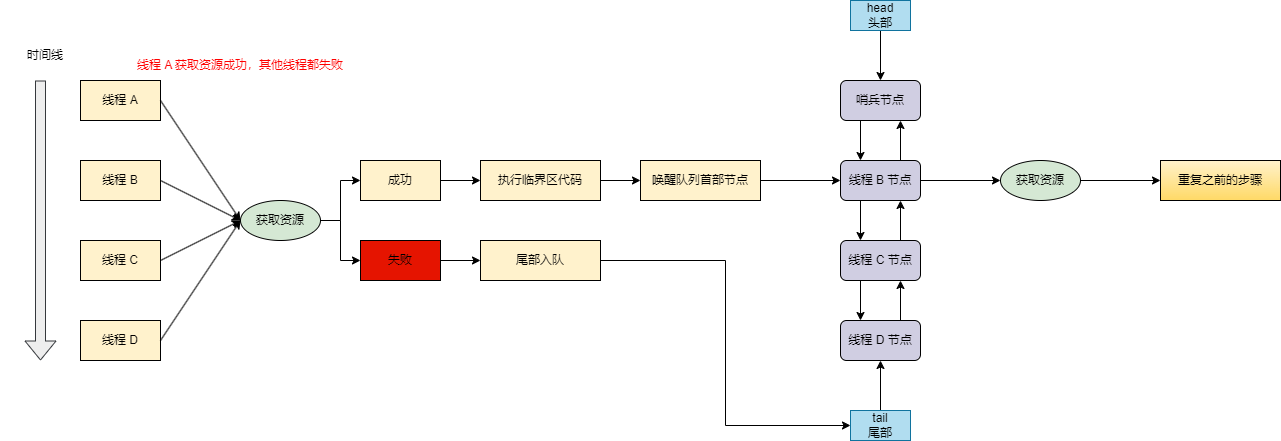 head
头部
时间线
线程 A 获取资源成功，其他线程都失败
线程 A
哨兵节点
线程 B
成功
执行临界区代码
唤醒队列首部节点
线程 B 节点
获取资源
重复之前的步骤
获取资源
线程 C
失败
尾部入队
线程 C 节点
线程 D
线程 D 节点
tail
尾部